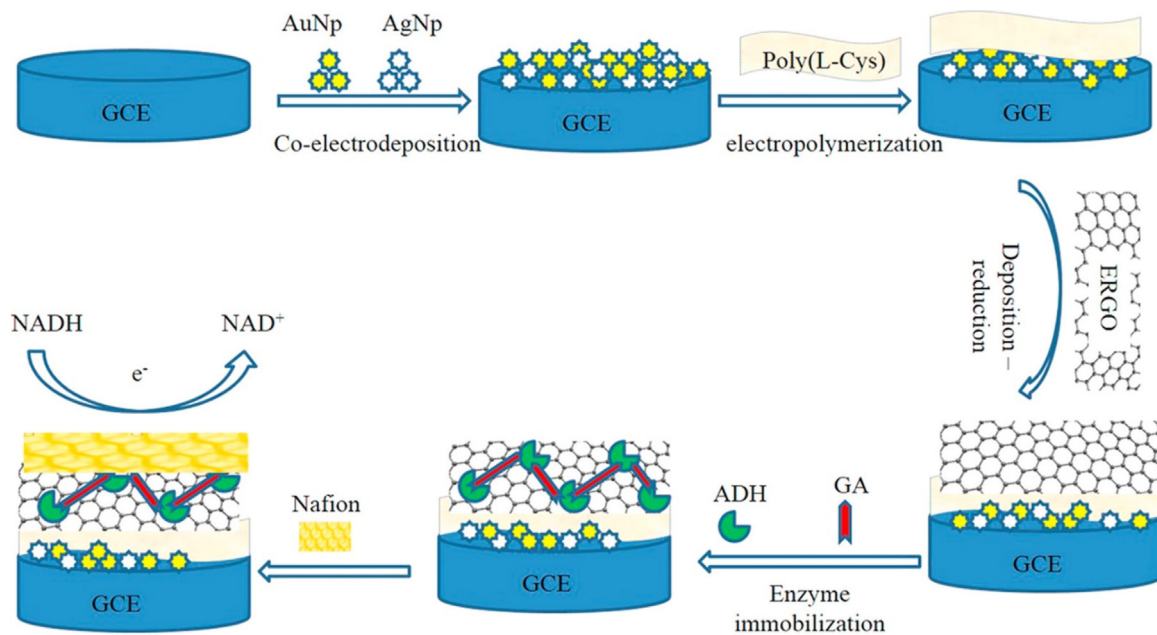 AuNp
AgNp
GCE
Co-electrodeposition
GCE
Poly(L-Cys)
electropolymerization
GCE
Deposition –
reduction
ERGO
GCE
ADH
GA
Enzyme
immobilization
GCE
Nafion
NADH
NAD⁺
e⁻
GCE